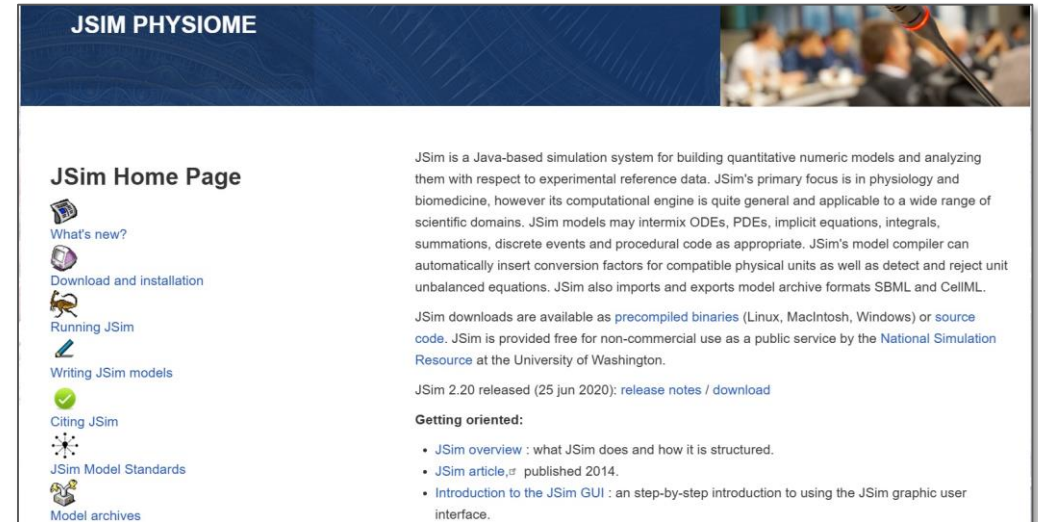 JSIM PHYSIOME
JSim Home Page
What's new?
Download and installation
Running JSim
Writing JSim models
Citing JSim
JSim Model Standards
Model archives
JSim is a Java-based simulation system for building quantitative numeric models and analyzing
them with respect to experimental reference data. JSim's primary focus is in physiology and
biomedicine, however its computational engine is quite general and applicable to a wide range of
scientific domains. JSim models may intermix ODEs, PDEs, implicit equations, integrals,
summations, discrete events and procedural code as appropriate. JSim's model compiler can
automatically insert conversion factors for compatible physical units as well as detect and reject unit
unbalanced equations. JSim also imports and exports model archive formats SBML and CellML.
JSim downloads are available as precompiled binaries (Linux, MacIntosh, Windows) or source
code. JSim is provided free for non-commercial use as a public service by the National Simulation
Resource at the University of Washington.
JSim 2.20 released (25 jun 2020): release notes / download
Getting oriented:
• JSim overview : what JSim does and how it is structured.
• JSim article, published 2014.
• Introduction to the JSim GUI : an step-by-step introduction to using the JSim graphic user
interface.